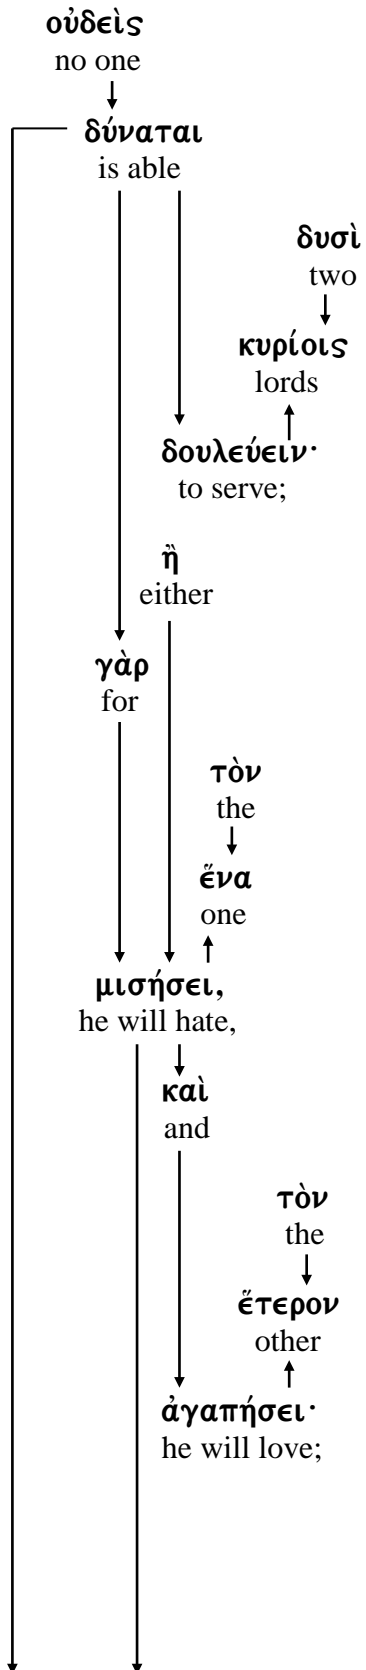 οὐδεὶς
no one
δύναται
is able
δυσὶ
two
κυρίοις
lords
δουλεύειν·
to serve;
ἢ
either
γὰρ
for
τὸν
the
ἕνα
one
μισήσει,
he will hate,
καὶ
and
τὸν
the
ἕτερον
other
ἀγαπήσει·
he will love;